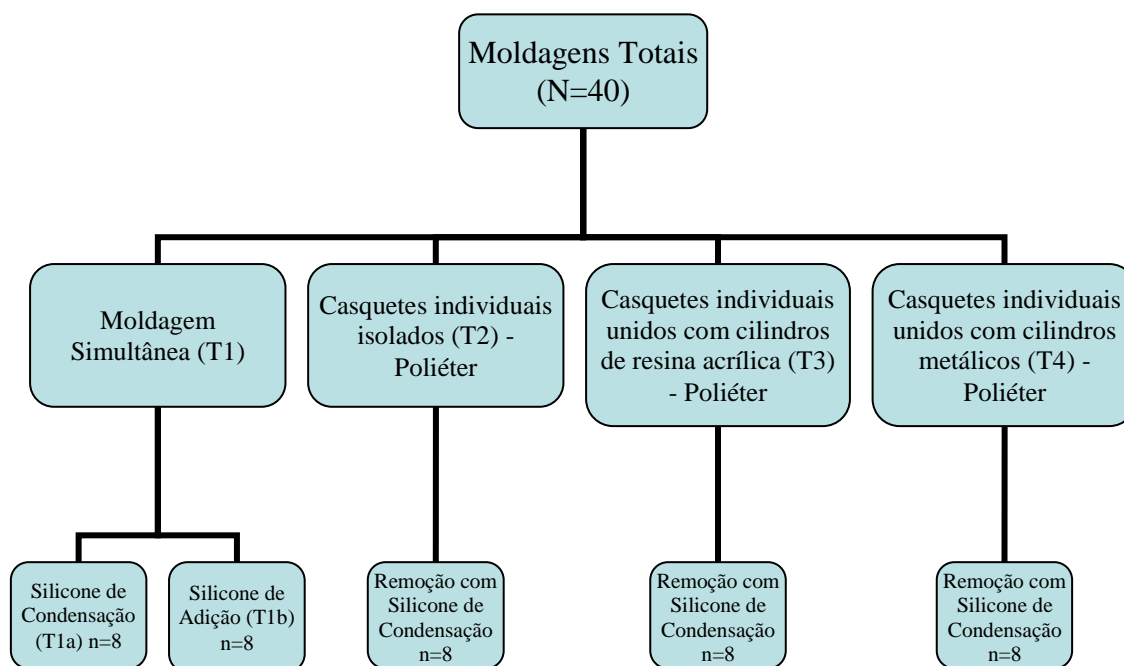 Moldagens Totais
(N=40)
Moldagem
Simultânea (T1)
Casquetes individuais
isolados (T2) -
Poliéter
Casquetes individuais
unidos com cilindros
de resina acrílica (T3)
- Poliéter
Casquetes individuais
unidos com cilindros
metálicos (T4) -
Poliéter
Silicone de
Condensação
(T1a) n=8
Silicone de
Adição (T1b)
n=8
Remoção com
Silicone de
Condensação
n=8
Remoção com
Silicone de
Condensação
n=8
Remoção com
Silicone de
Condensação
n=8